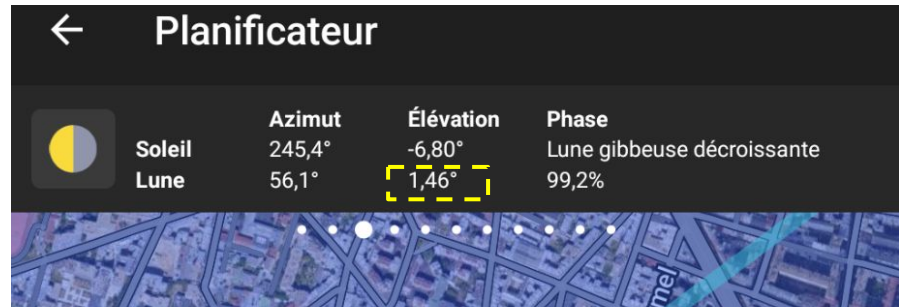 Planificateur
Azimut Élévation Phase
Soleil 245,4° -6,80° Lune gibbeuse décroissante
Lune 56,1° 1,46° 99,2%
mel